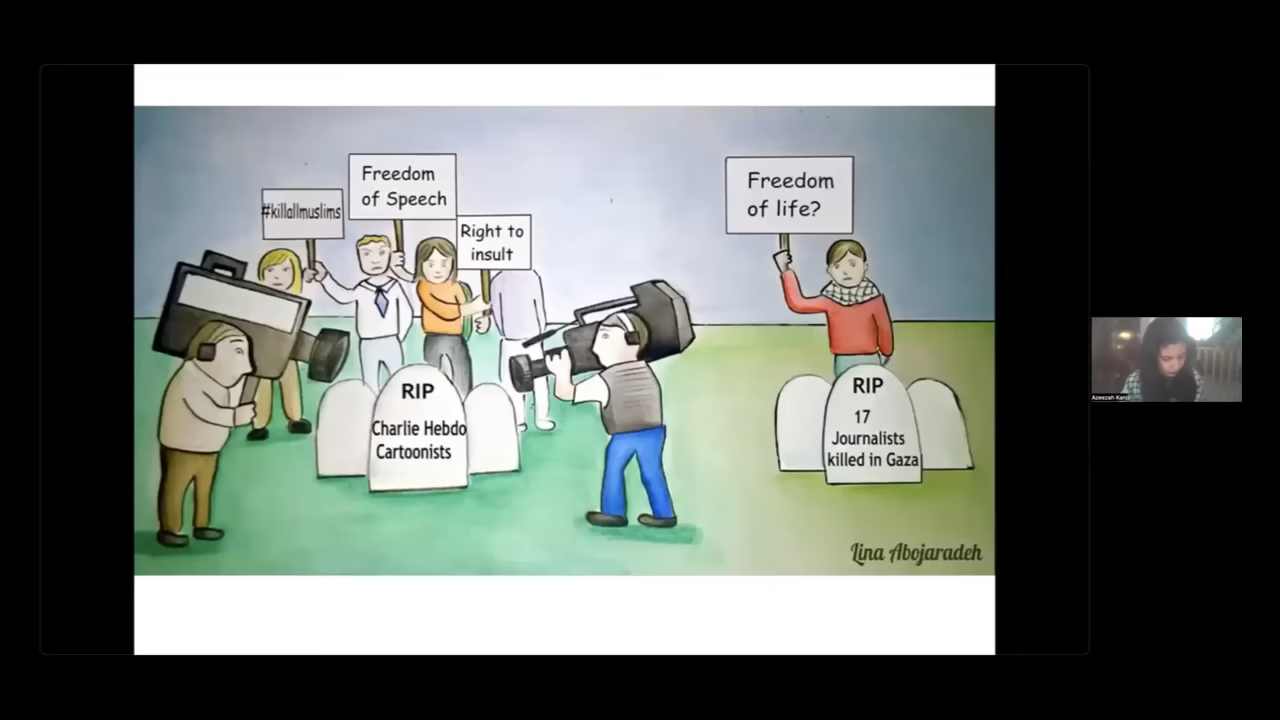 #killallmuslims
Freedom
of Speech
Right to
insult
Freedom
of life?
RIP
Charlie Hebdo
Cartoonists
RIP
17
Journalists
killed in Gaza
Lina Abojaradeh
Azeezah